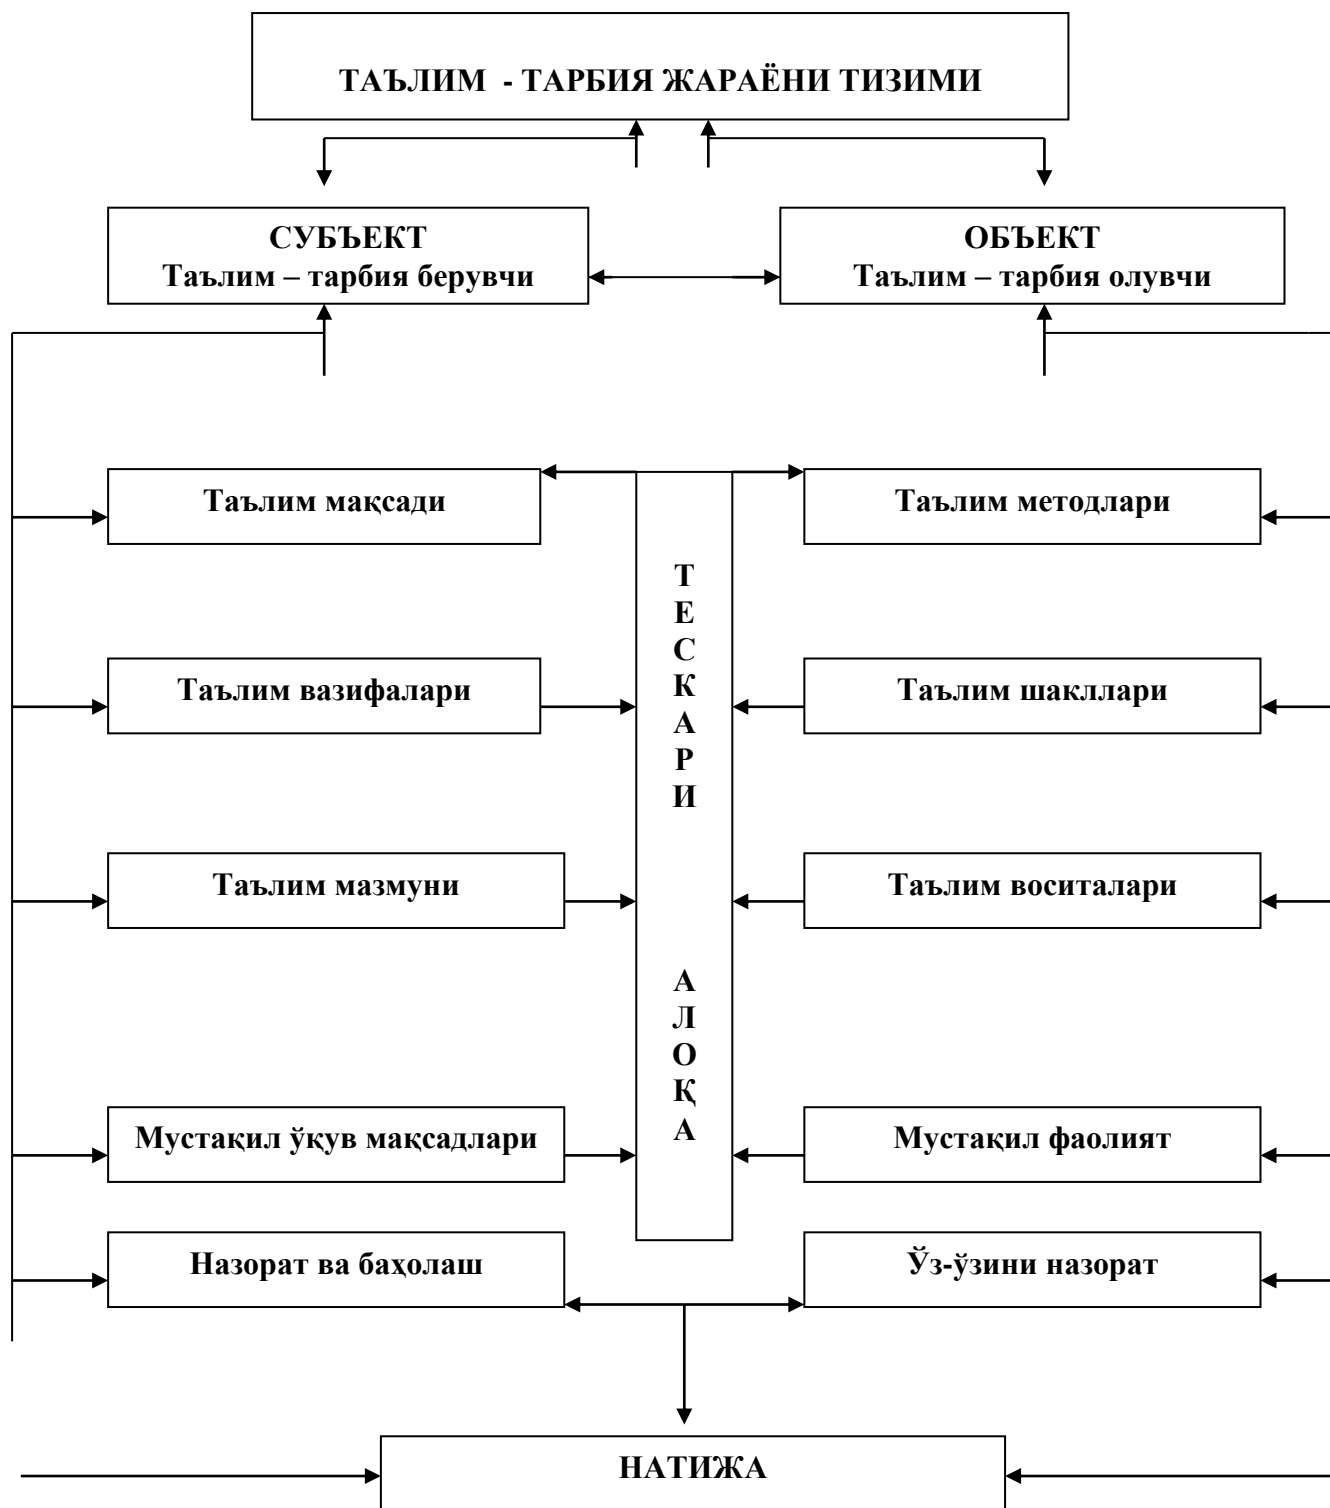 ТАЪЛИМ - ТАРБИЯ ЖАРАЁНИ ТИЗИМИ
СУБЪЕКТ
Таълим – тарбия берувчи
ОБЪЕКТ
Таълим – тарбия олувчи
Таълим мақсади
Таълим методлари
Таълим вазифалари
Таълим шакллари
Таълим мазмуни
Таълим воситалари
Мустақил ўқув мақсадлари
Мустақил фаолият
Назорат ва баҳолаш
Ўз-ўзини назорат
Т
Е
С
К
А
Р
И
А
Л
О
Қ
А
НАТИЖА